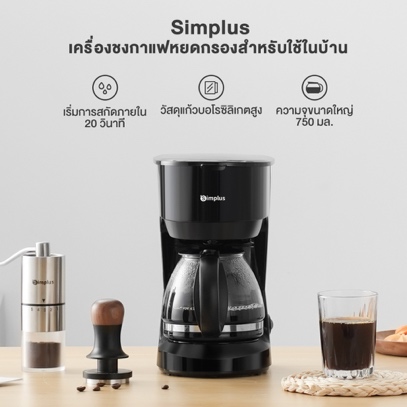 Simplus
เครื่องชงกาแฟหยดกรองสำหรับใช้ในบ้าน
เริ่มการสกัดภายใน
20 วินาที
วัสดุแก้วบอโรซิลิเกตสูง
ความจุขนาดใหญ่
750 มล.
Simplus
Simplus